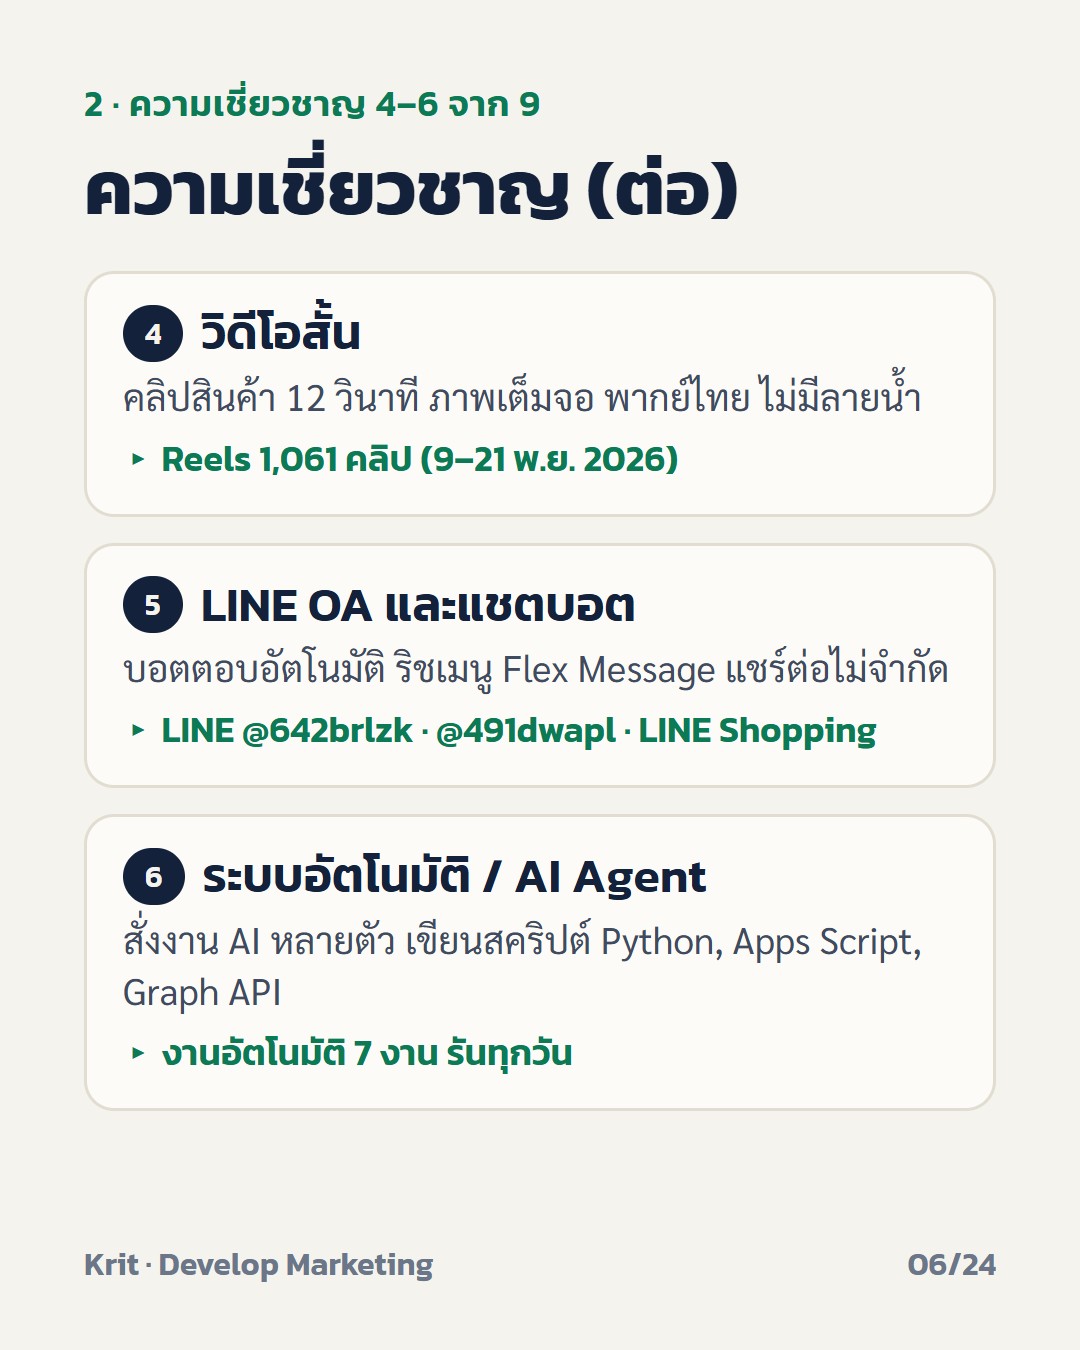 2 · ความเชี่ยวชาญ 4–6 จาก 9
ความเชี่ยวชาญ (ต่อ)
4 วิดีโอสั้น
คลิปสินค้า 12 วินาที ภาพเต็มจอ พากย์ไทย ไม่มีลายน้ำ
▸ Reels 1,061 คลิป (9–21 พ.ย. 2026)
5 LINE OA และแชตบอต
บอตตอบอัตโนมัติ ริชเมนู Flex Message แชร์ต่อไม่จำกัด
▸ LINE @642brlzk · @491dwapl · LINE Shopping
6 ระบบอัตโนมัติ / AI Agent
สั่งงาน AI หลายตัว เขียนสคริปต์ Python, Apps Script,
Graph API
▸ งานอัตโนมัติ 7 งาน รันทุกวัน
Krit · Develop Marketing
06/24